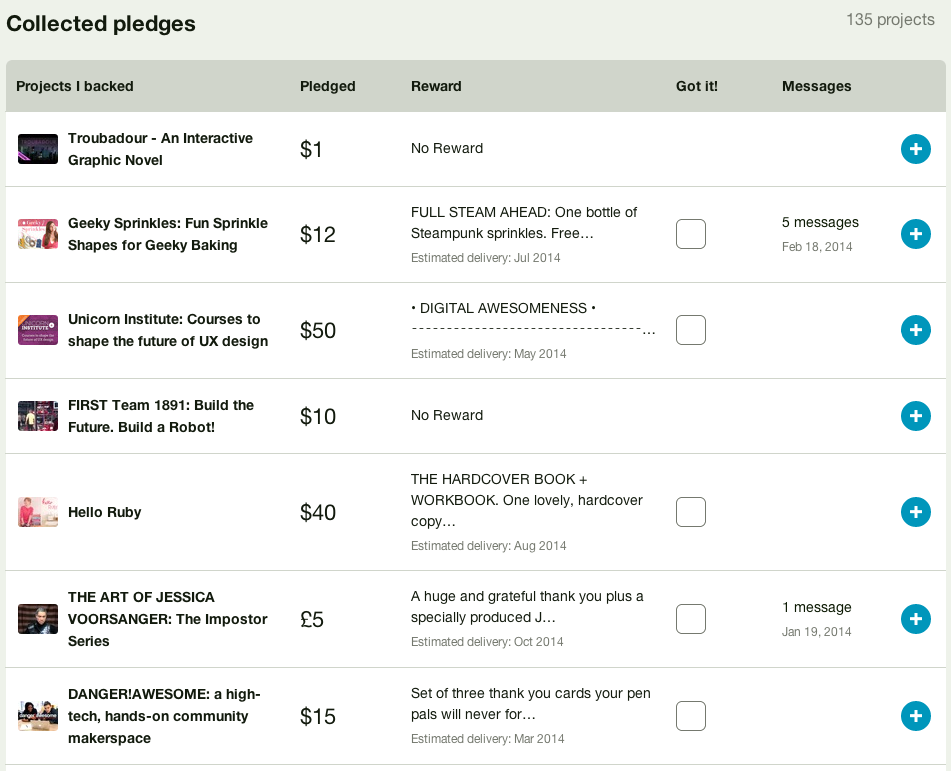 Collected pledges
135 projects
Projects I backed
Pledged
Reward
Got it!
Messages
Troubadour - An Interactive
Graphic Novel
$1
No Reward
Geeky Sprinkles: Fun Sprinkle
Shapes for Geeky Baking
$12
FULL STEAM AHEAD: One bottle of
Steampunk sprinkles. Free…
Estimated delivery: Jul 2014
5 messages
Feb 18, 2014
Unicorn Institute: Courses to
shape the future of UX design
$50
• DIGITAL AWESOMENESS •
---------------------------------…
Estimated delivery: May 2014
FIRST Team 1891: Build the
Future. Build a Robot!
$10
No Reward
Hello Ruby
$40
THE HARDCOVER BOOK +
WORKBOOK. One lovely, hardcover
copy…
Estimated delivery: Aug 2014
THE ART OF JESSICA
VOORSANGER: The Impostor
Series
£5
A huge and grateful thank you plus a
specially produced J…
Estimated delivery: Oct 2014
1 message
Jan 19, 2014
DANGER!AWESOME: a high-
tech, hands-on community
makerspace
$15
Set of three thank you cards your pen
pals will never for…
Estimated delivery: Mar 2014